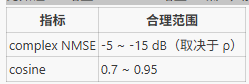 指标 合理范围
complex NMSE -5 ~ -15 dB（取决于 ρ）
cosine 0.7 ~ 0.95